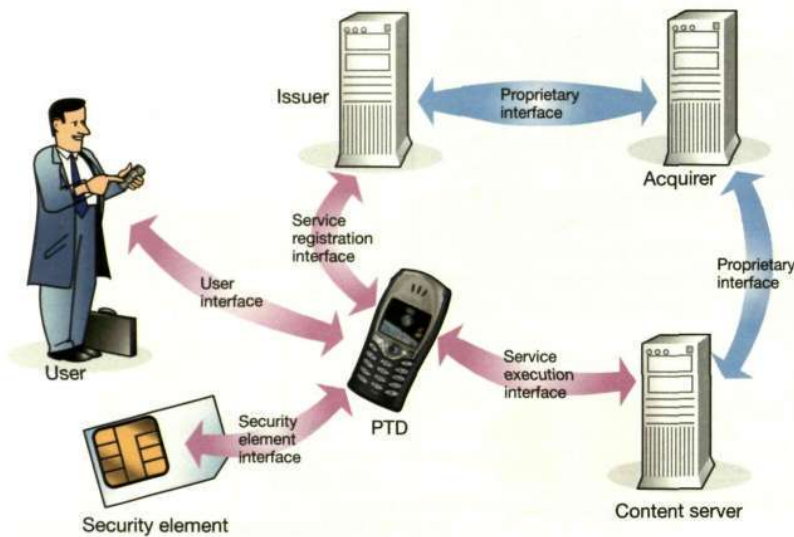 Issuer
Proprietary
interface
Acquirer
Service
registration
interface
Proprietary
interface
User
interface
User
Service
execution
interface
Security
element
interface
PTD
Security element
Content server